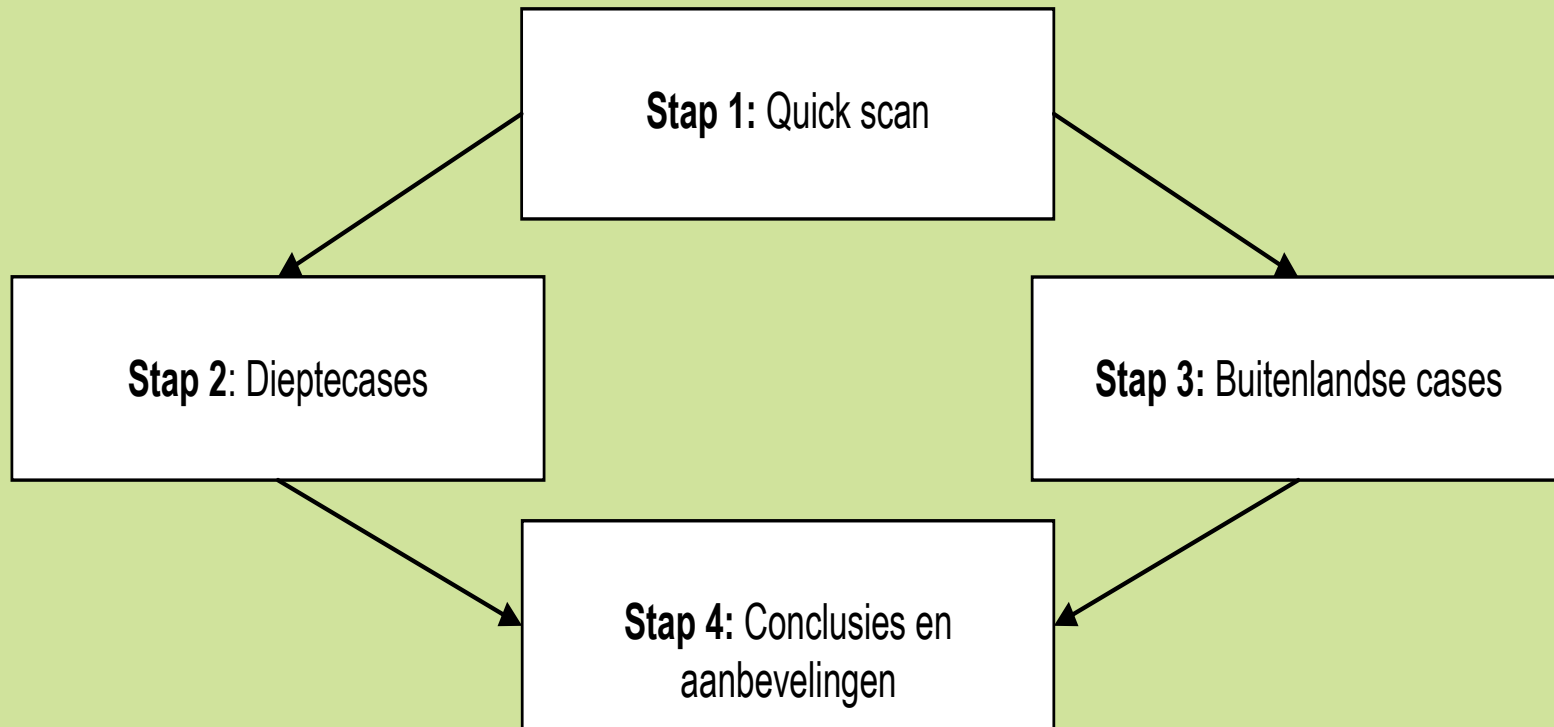 Stap 1: Quick scan
Stap 2: Dieptecases
Stap 3: Buitenlandse cases
Stap 4: Conclusies en
aanbevelingen